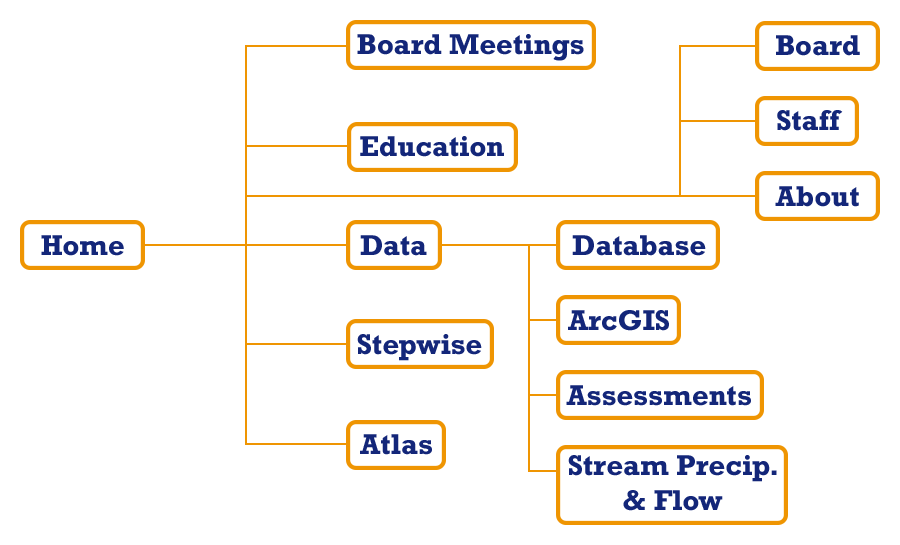 Board Meetings
Board
Staff
Education
About
Home
Data
Database
ArcGIS
Stepwise
Assessments
Atlas
Stream Precip.
& Flow